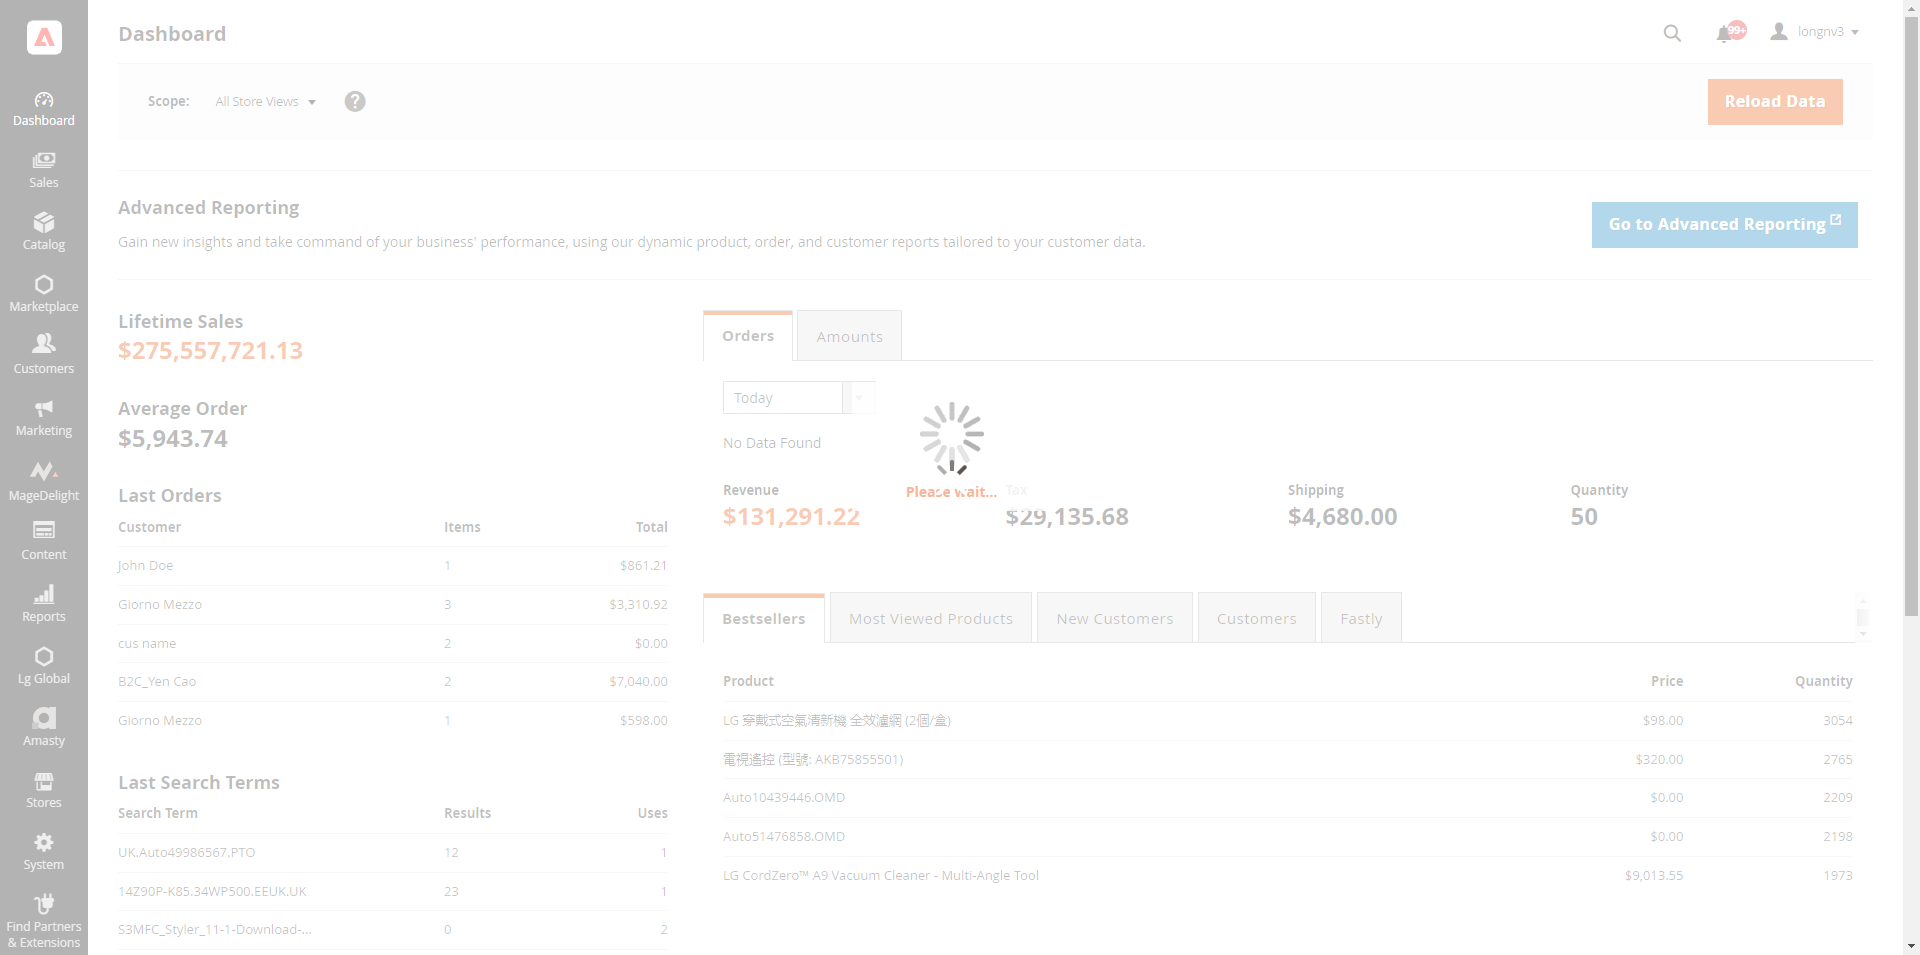 Dashboard
99+
longnv3
Scope:
All Store Views
?
Reload Data
Advanced Reporting
Gain new insights and take command of your business' performance, using our dynamic product, order, and customer reports tailored to your customer data.
Go to Advanced Reporting
Dashboard
Sales
Catalog
Marketplace
Customers
Marketing
MageDelight
Content
Reports
Lg Global
Amasty
Stores
System
Find Partners
& Extensions
Lifetime Sales
$275,557,721.13
Average Order
$5,943.74
Last Orders
Customer Items Total
John Doe 1 $861.21
Giorno Mezzo 3 $3,310.92
cus name 2 $0.00
B2C_Yen Cao 2 $7,040.00
Giorno Mezzo 1 $598.00
Last Search Terms
Search Term Results Uses
UK.Auto49986567.PTO 12 1
14Z90P-K85.34WP500.EEUK.UK 23 1
S3MFC_Styler_11-1-Download-... 0 2
Orders
Amounts
Today
No Data Found
Please wait...
Revenue Tax Shipping Quantity
$131,291.22 $29,135.68 $4,680.00 50
Bestsellers Most Viewed Products New Customers Customers Fastly
Product Price Quantity
LG 穿戴式空氣清新機 全效濾網 (2個/盒) $98.00 3054
電視遙控 (型號: AKB75855501) $320.00 2765
Auto10439446.OMD $0.00 2209
Auto51476858.OMD $0.00 2198
LG CordZero™ A9 Vacuum Cleaner - Multi-Angle Tool $9,013.55 1973